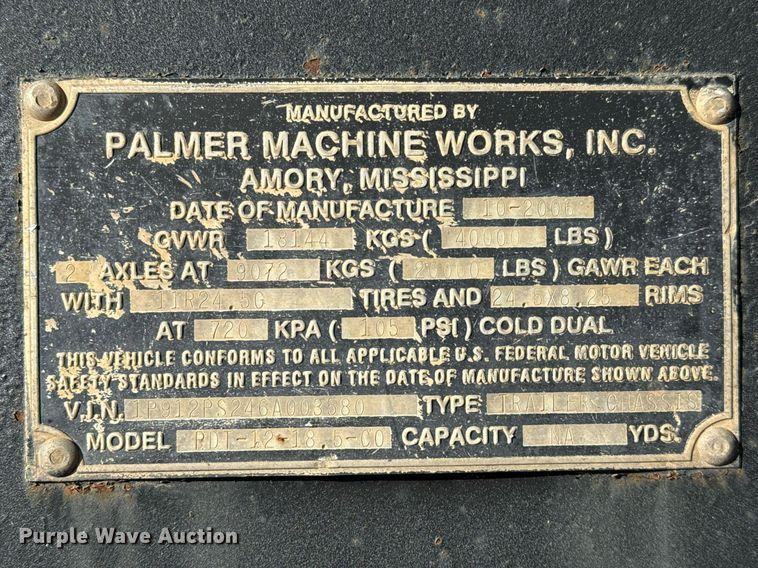 MANUFACTURED BY
PALMER MACHINE WORKS, INC.
AMORY, MISSISSIPPI
DATE OF MANUFACTURE 10-2006
GVWR 18144 KGS ( 40000 LBS )
2 AXLES AT 9072 KGS ( 20000 LBS ) GAWR EACH
WITH 11R24.5G TIRES AND 24.5X8.25 RIMS
AT 720 KPA ( 105 PSI ) COLD DUAL
THIS VEHICLE CONFORMS TO ALL APPLICABLE U.S. FEDERAL MOTOR VEHICLE
SAFETY STANDARDS IN EFFECT ON THE DATE OF MANUFACTURE SHOWN ABOVE.
V.I.N. 1P912PS246A003580 TYPE TRAILER CHASSIS
MODEL PDT-A2-18.5-CO CAPACITY NA YDS.
Purple Wave Auction